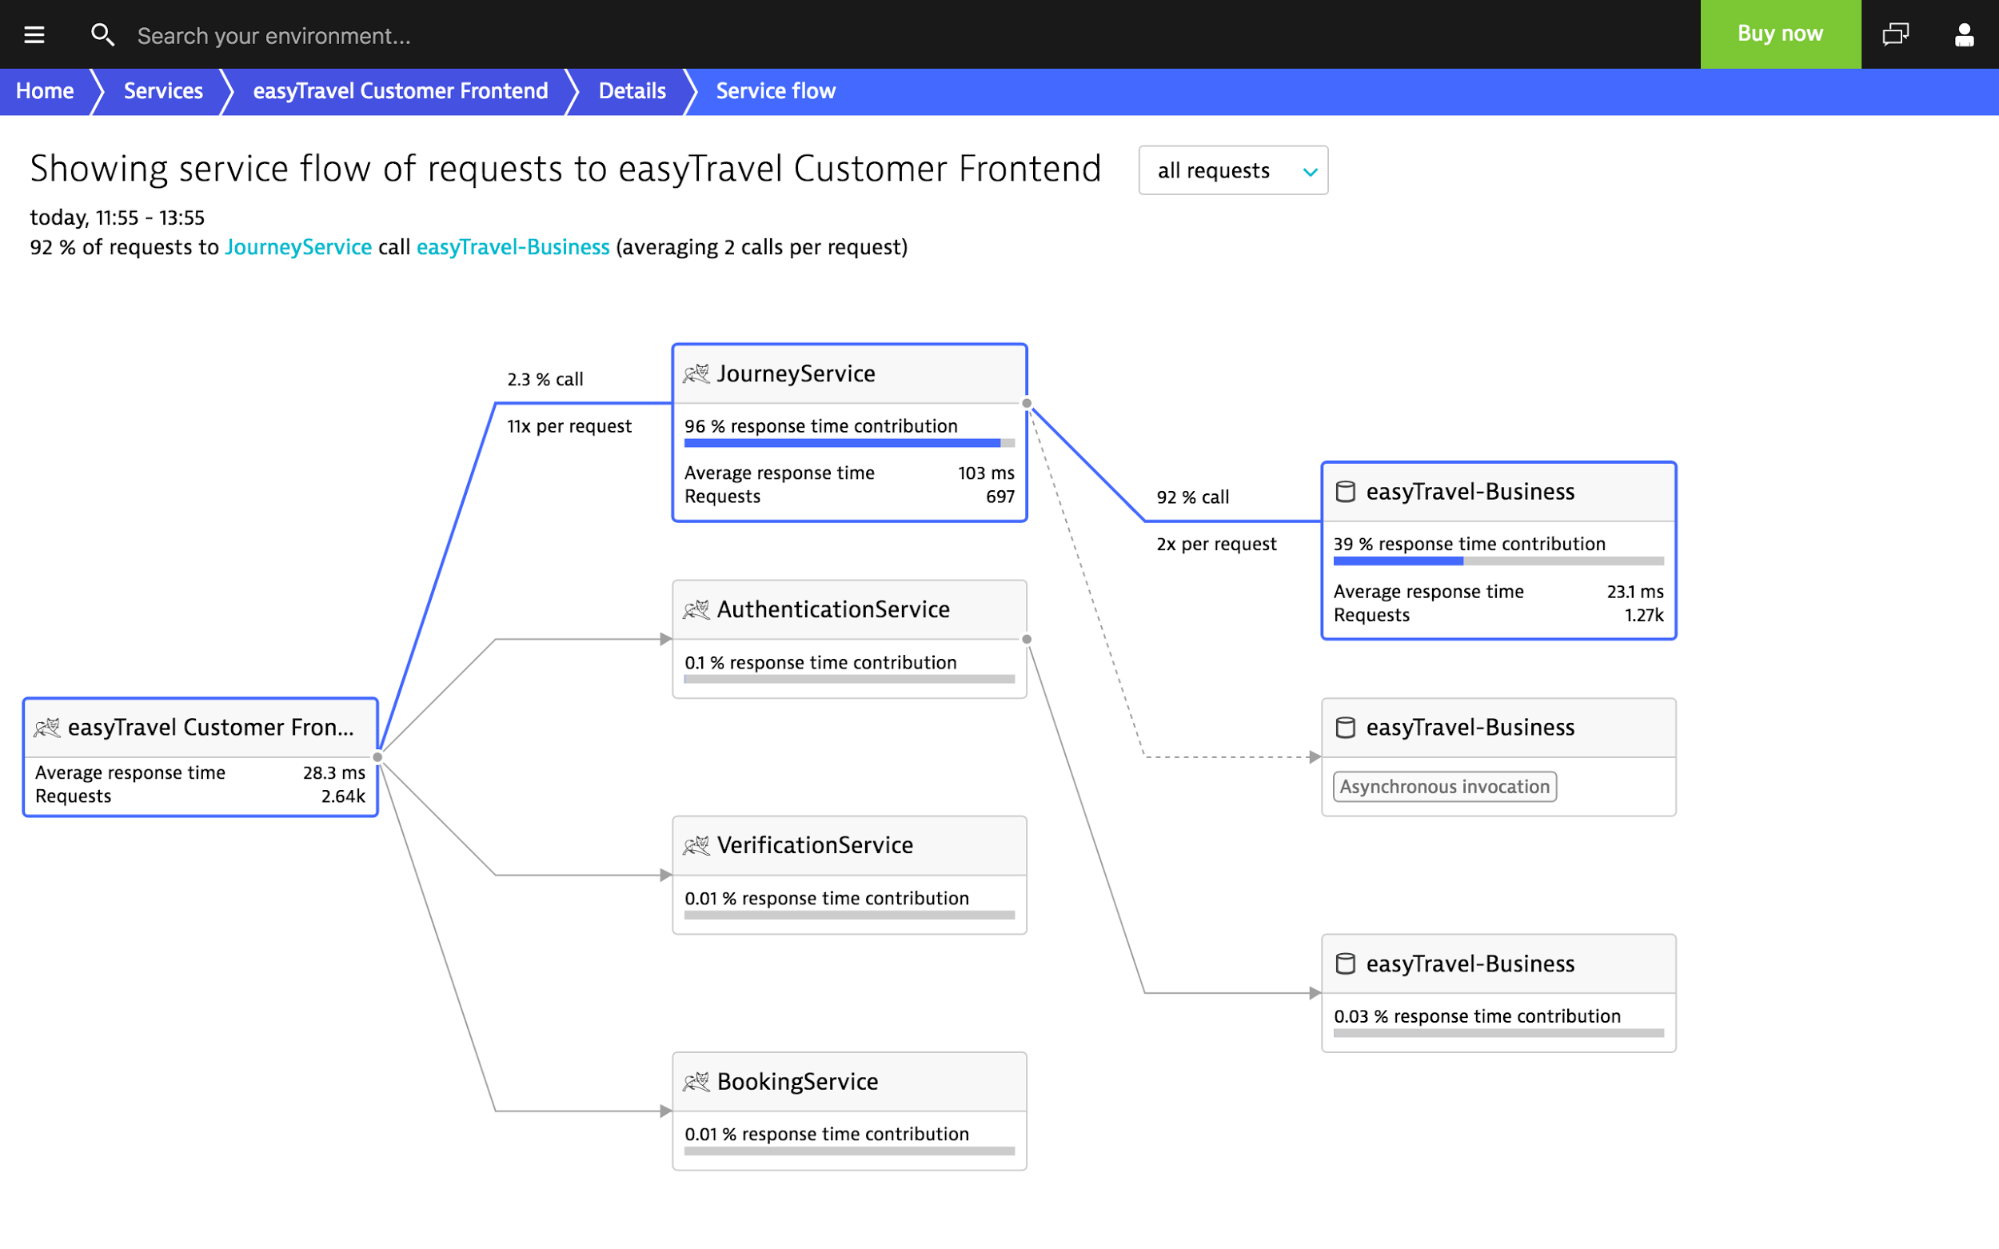 Search your environment...
Buy now
Home
Services
easyTravel Customer Frontend
Details
Service flow
Showing service flow of requests to easyTravel Customer Frontend
all requests
today, 11:55 - 13:55
92 % of requests to JourneyService call easyTravel-Business (averaging 2 calls per request)
easyTravel Customer Fron...
Average response time 28.3 ms
Requests 2.64k
2.3 % call
11x per request
JourneyService
96 % response time contribution
Average response time 103 ms
Requests 697
AuthenticationService
0.1 % response time contribution
VerificationService
0.01 % response time contribution
BookingService
0.01 % response time contribution
92 % call
2x per request
easyTravel-Business
39 % response time contribution
Average response time 23.1 ms
Requests 1.27k
easyTravel-Business
Asynchronous invocation
easyTravel-Business
0.03 % response time contribution